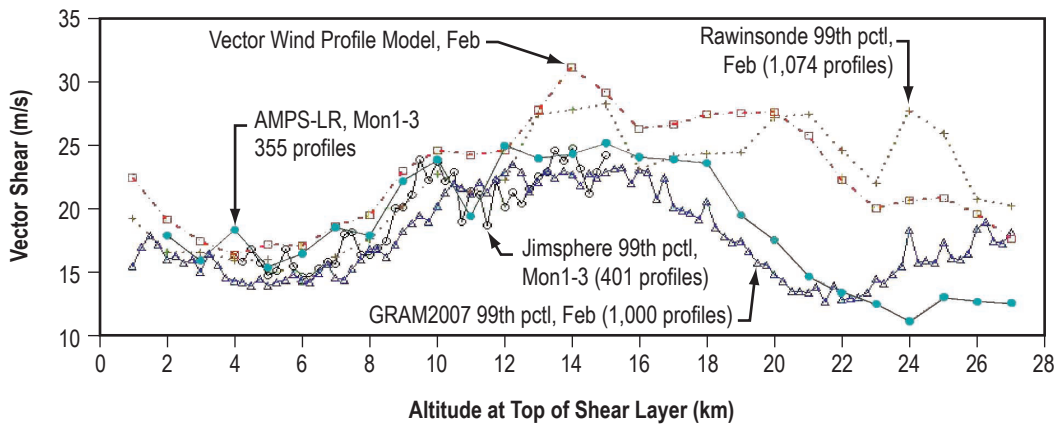 35
30
25
20
15
10
Vector Shear (m/s)
Vector Wind Profile Model, Feb
Rawinsonde 99th pctl,
Feb (1,074 profiles)
AMPS-LR, Mon1-3
355 profiles
Jimsphere 99th pctl,
Mon1-3 (401 profiles)
GRAM2007 99th pctl, Feb (1,000 profiles)
0 2 4 6 8 10 12 14 16 18 20 22 24 26 28
Altitude at Top of Shear Layer (km)